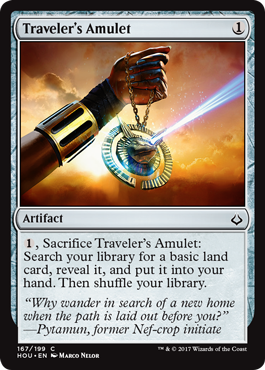 Traveler's Amulet 1
Artifact
1, Sacrifice Traveler's Amulet:
Search your library for a basic land
card, reveal it, and put it into your
hand. Then shuffle your library.
“Why wander in search of a new home
when the path is laid out before you?”
—Pytamun, former Nef-crop initiate
167/199 C
HOU • EN Marco Nelor ™ & © 2017 Wizards of the Coast